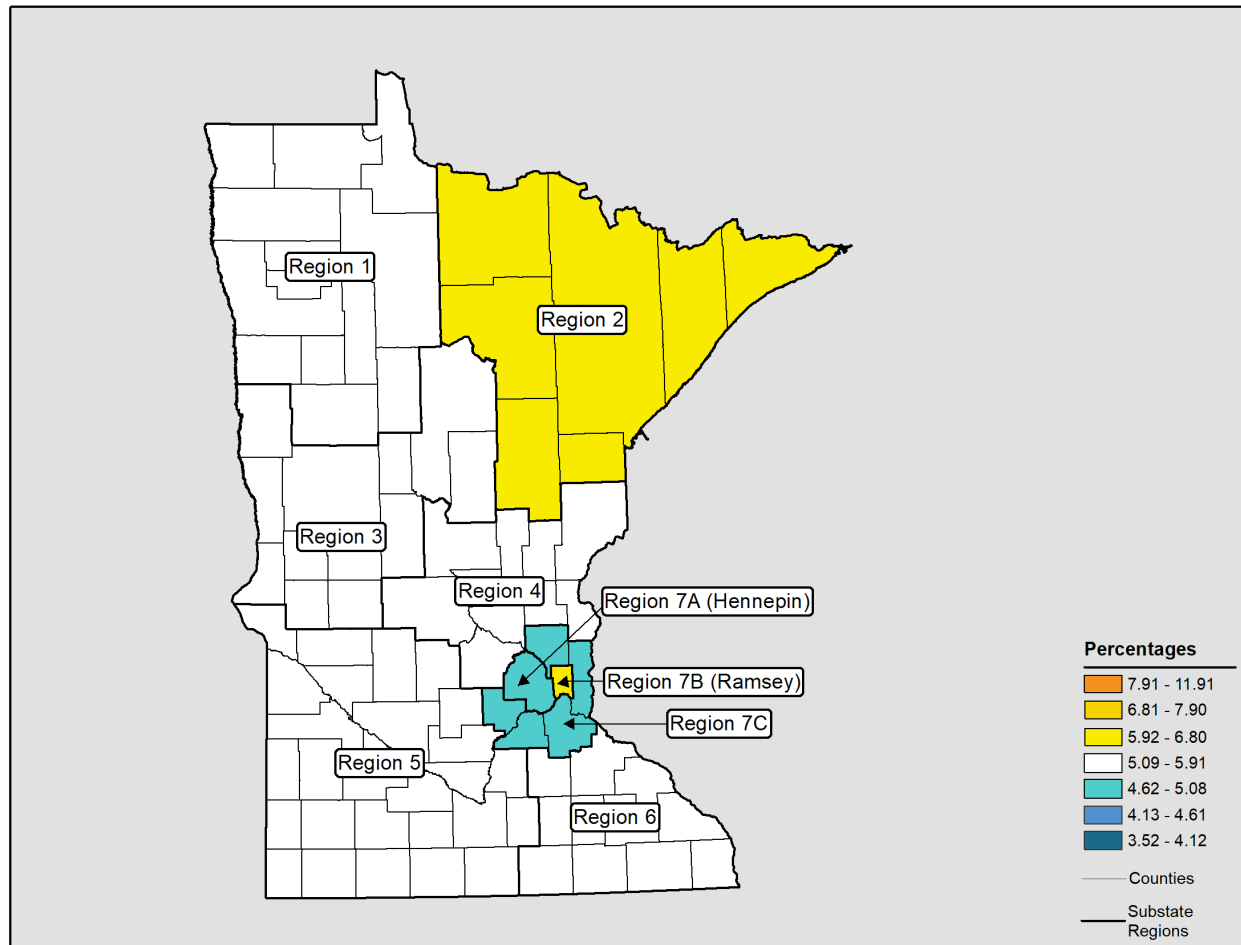 Region 1
Region 2
Region 3
Region 4
Region 7A (Hennepin)
Region 7B (Ramsey)
Region 7C
Region 5
Region 6
Percentages
7.91 - 11.91
6.81 - 7.90
5.92 - 6.80
5.09 - 5.91
4.62 - 5.08
4.13 - 4.61
3.52 - 4.12
Counties
Substate
Regions